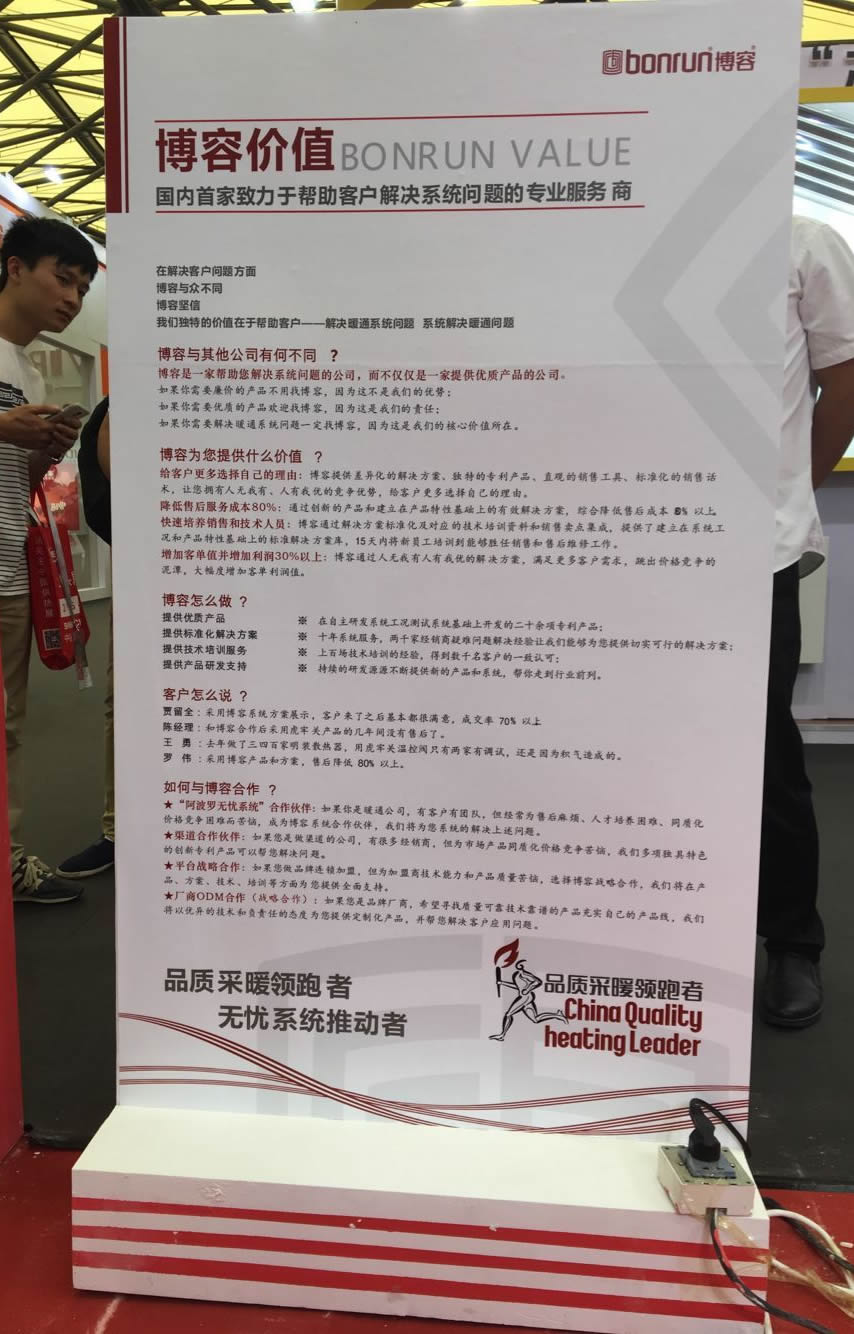 bonrun 博容
博容价值 BONRUN VALUE
国内首家致力于帮助客户解决系统问题的专业服务 商
在解决客户问题方面
博容与众不同
博容坚信
我们独特的价值在于帮助客户——解决暖通系统问题 系统解决暖通问题
博容与其他公司有何不同 ？
博容是一家帮助您解决系统问题的公司，而不仅仅是一家提供优质产品的公司。
如果你需要廉价的产品不用找博容，因为这不是我们的优势；
如果你需要优质的产品欢迎找博容，因为这是我们的责任；
如果你需要解决暖通系统问题一定找博容，因为这是我们的核心价值所在。
博容为您提供什么价值 ？
给客户更多选择自己的理由：博容提供差异化的解决方案、独特的专利产品、直观的销售工具、标准化的销售话
术，让您拥有人无我有、人有我优的竞争优势，给客户更多选择自己的理由。
降低售后服务成本80%：通过创新的产品和建立在产品特性基础上的有效解决方案，综合降低售后成本 % 以上。
快速培养销售和技术人员：博容通过解决方案标准化及对应的技术培训资料和销售卖点集成，提供了建立在系统工
况和产品特性基础上的标准解决方案库，15天内将新员工培训到能够胜任销售和售后维修工作。
增加客单值并增加利润30%以上：博容通过人无我有人有我优的解决方案，满足更多客户需求，跳出价格竞争的
泥潭，大幅度增加客单利润值。
博容怎么做 ？
提供优质产品 ※ 在自主研发系统工况测试系统基础上开发的二十余项专利产品；
提供标准化解决方案 ※ 十年系统服务，两千家经销商疑难问题解决经验让我们能够为您提供切实可行的解决方案；
提供技术培训服务 ※ 上百场技术培训的经验，得到数千名客户的一致认可；
提供产品研发支持 ※ 持续的研发源源不断提供新的产品和系统，帮你走到行业前列。
客户怎么说 ？
贾留全：采用博容系统方案展示，客户来了之后基本都很满意，成交率 70% 以上
陈经理：和博容合作后采用虎牢关产品的几年间没有售后了。
王 勇：去年做了三四百家明装散热器，用虎牢关温控阀只有两家有调试，还是因为积气造成的。
罗 伟：采用博容产品和方案，售后降低 80% 以上。
如何与博容合作 ？
★“阿波罗无忧系统”合作伙伴：如果你是暖通公司，有客户有团队，但经常为售后麻烦、人才培养困难、同质化
价格竞争困难而苦恼，成为博容系统合作伙伴，我们将为您系统的解决上述问题。
★渠道合作伙伴：如果您是做渠道的公司，有很多经销商，但为市场产品同质化价格竞争苦恼，我们多项独具特色
的创新专利产品可以帮您解决问题。
★平台战略合作：如果您做品牌连锁加盟，但为加盟商技术能力和产品质量苦恼，选择博容战略合作，我们将在产
品、方案、技术、培训等方面为您提供全面支持。
★厂商ODM合作（战略合作）：如果您是品牌厂商，希望寻找质量可靠技术靠谱的产品充实自己的产品线，我们
将以优异的技术和负责任的态度为您提供定制化产品，并帮您解决客户应用问题。
品质采暖领跑 者
无忧系统推动者
品质采暖领跑者
China Quality
heating Leader